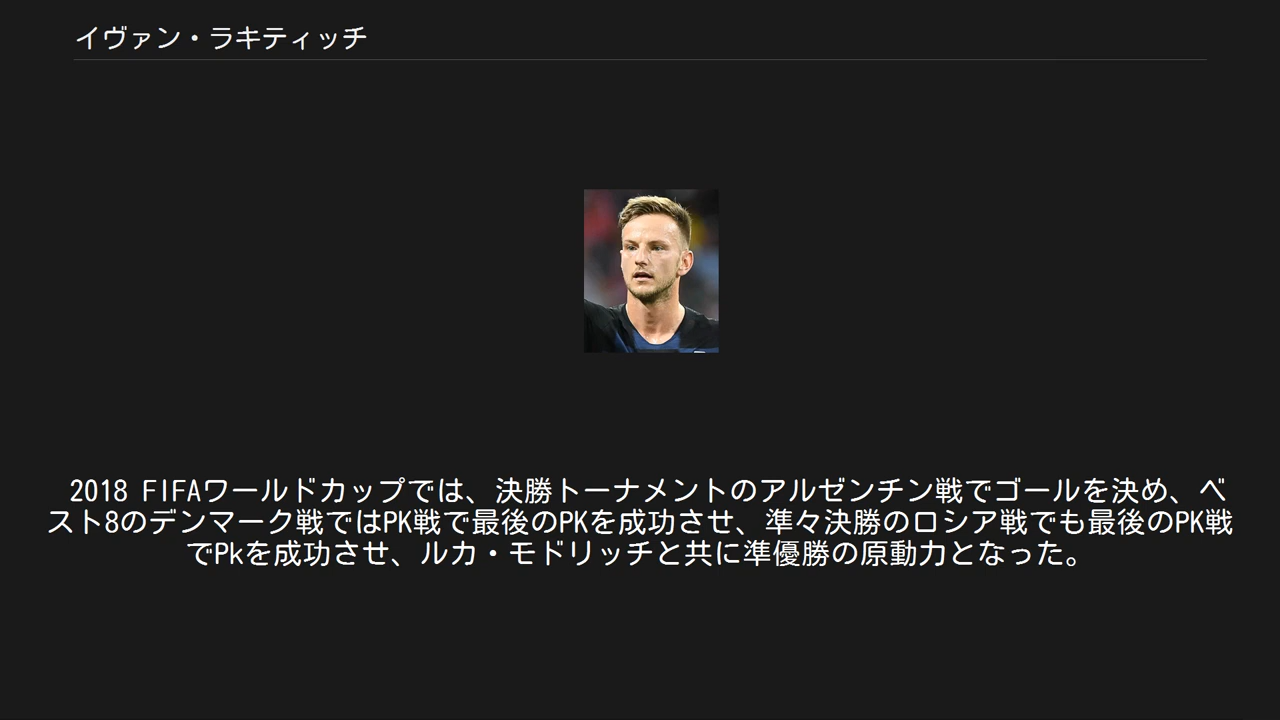 イヴァン・ラキティッチ
2018 FIFAワールドカップでは、決勝トーナメントのアルゼンチン戦でゴールを決め、ベ
スト8のデンマーク戦ではPK戦で最後のPKを成功させ、準々決勝のロシア戦でも最後のPK戦
でPkを成功させ、ルカ・モドリッチと共に準優勝の原動力となった。